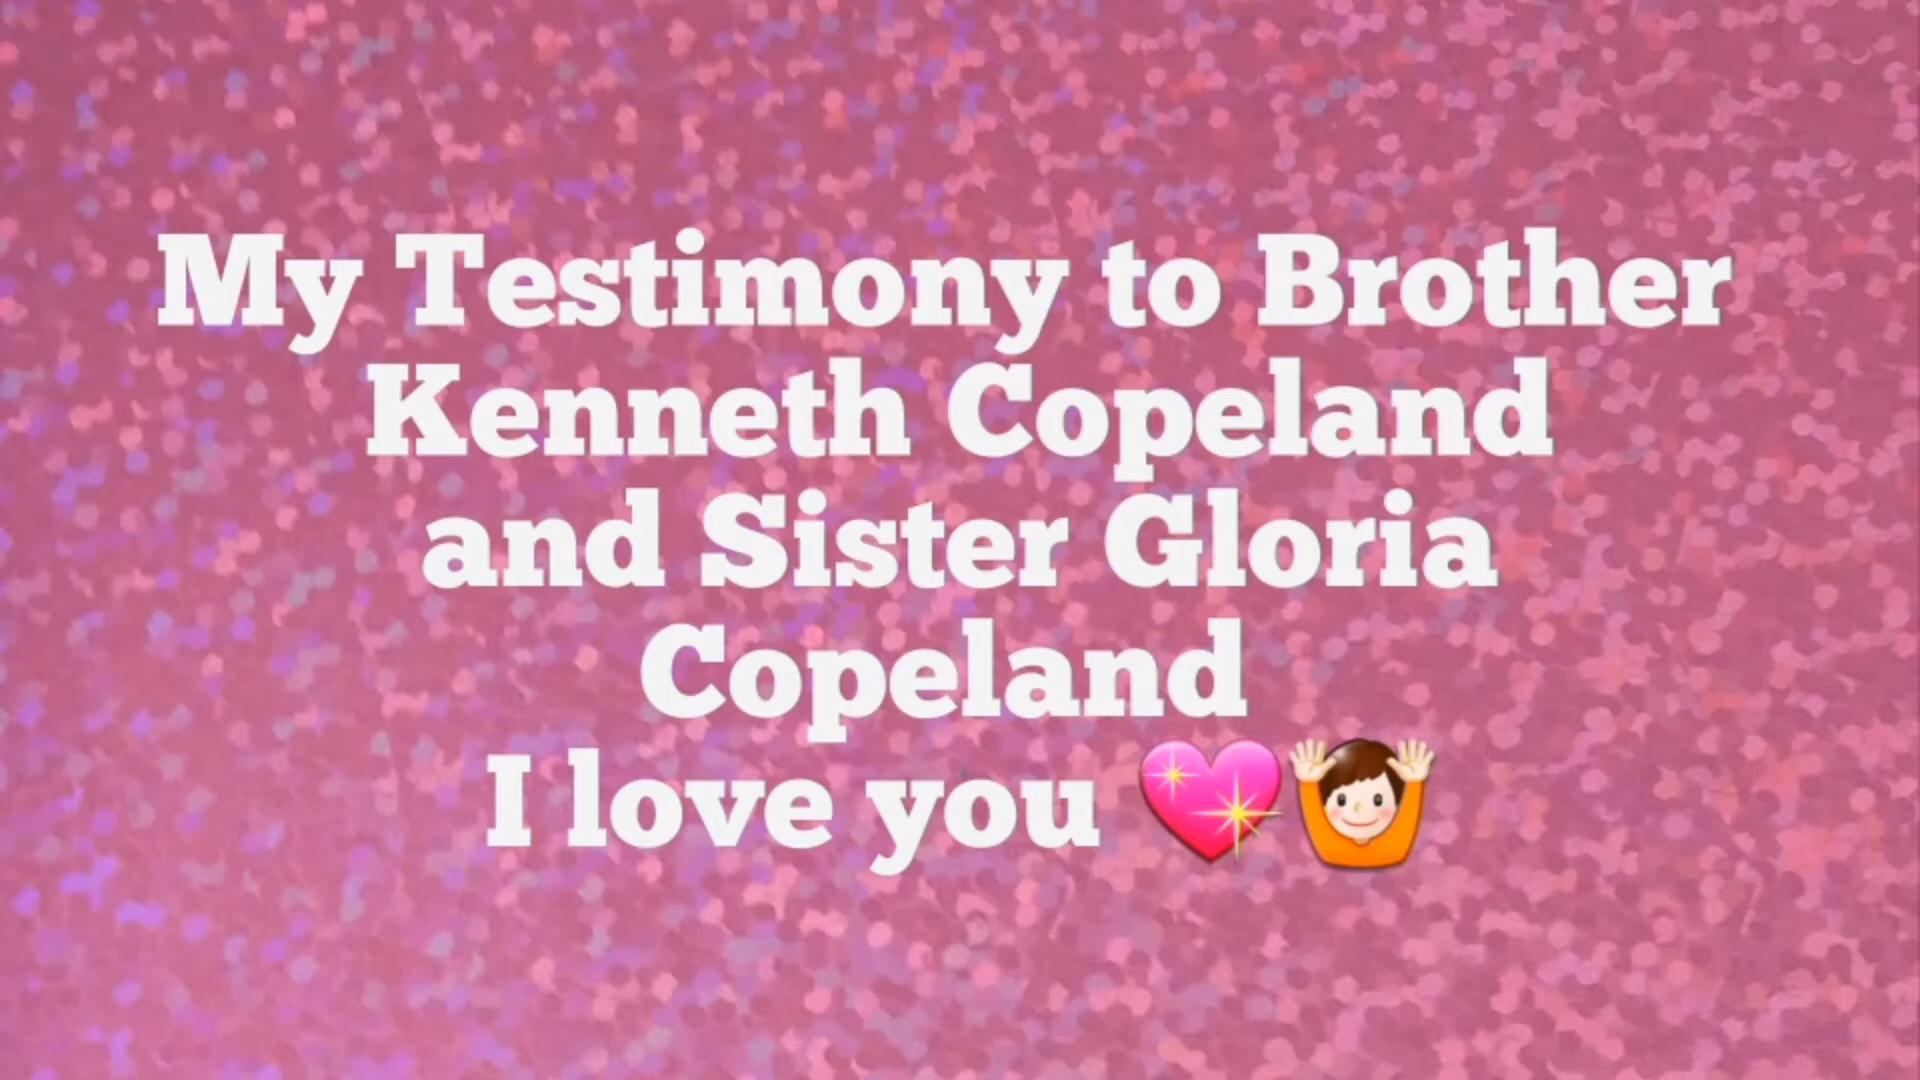 My Testimony to Brother
Kenneth Copeland
and Sister Gloria
Copeland
I love you 💖🙌